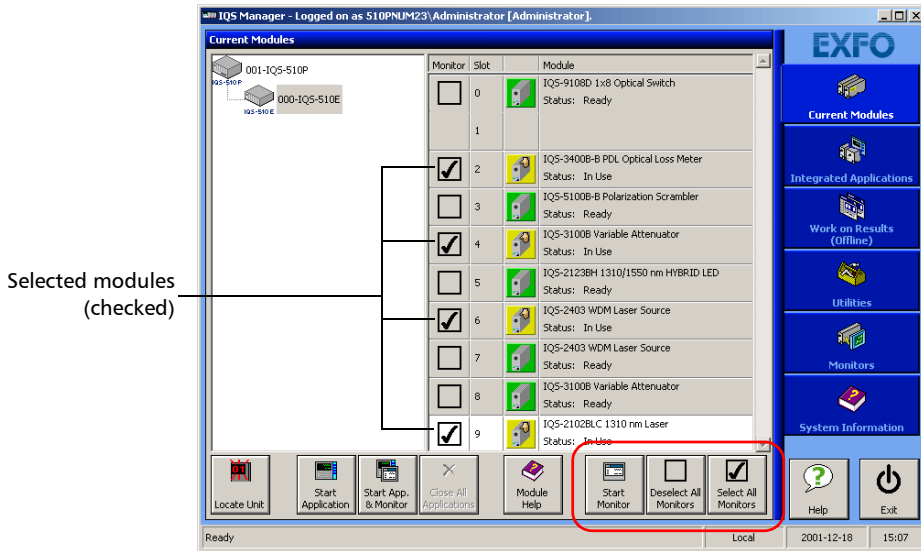 IQS Manager - Logged on as 510PNUM23\Administrator [Administrator].
Current Modules
001-IQS-510P
IQS-510P
000-IQS-510E
IQS-510E
Monitor Slot Module
0 IQS-9108D 1x8 Optical Switch
Status: Ready
1
2 IQS-3400B-B PDL Optical Loss Meter
Status: In Use
3 IQS-5100B-B Polarization Scrambler
Status: Ready
4 IQS-3100B Variable Attenuator
Status: In Use
5 IQS-2123BH 1310/1550 nm HYBRID LED
Status: Ready
6 IQS-2403 WDM Laser Source
Status: In Use
7 IQS-2403 WDM Laser Source
Status: Ready
8 IQS-3100B Variable Attenuator
Status: Ready
9 IQS-2102BLC 1310 nm Laser
Status: In Use
Selected modules
(checked)
EXFO
Current Modules
Integrated Applications
Work on Results
(Offline)
Utilities
Monitors
System Information
Locate Unit
Start
Application
Start App.
& Monitor
Close All
Applications
Module
Help
Start
Monitor
Deselect All
Monitors
Select All
Monitors
Help
Exit
Ready
Local
2001-12-18
15:07